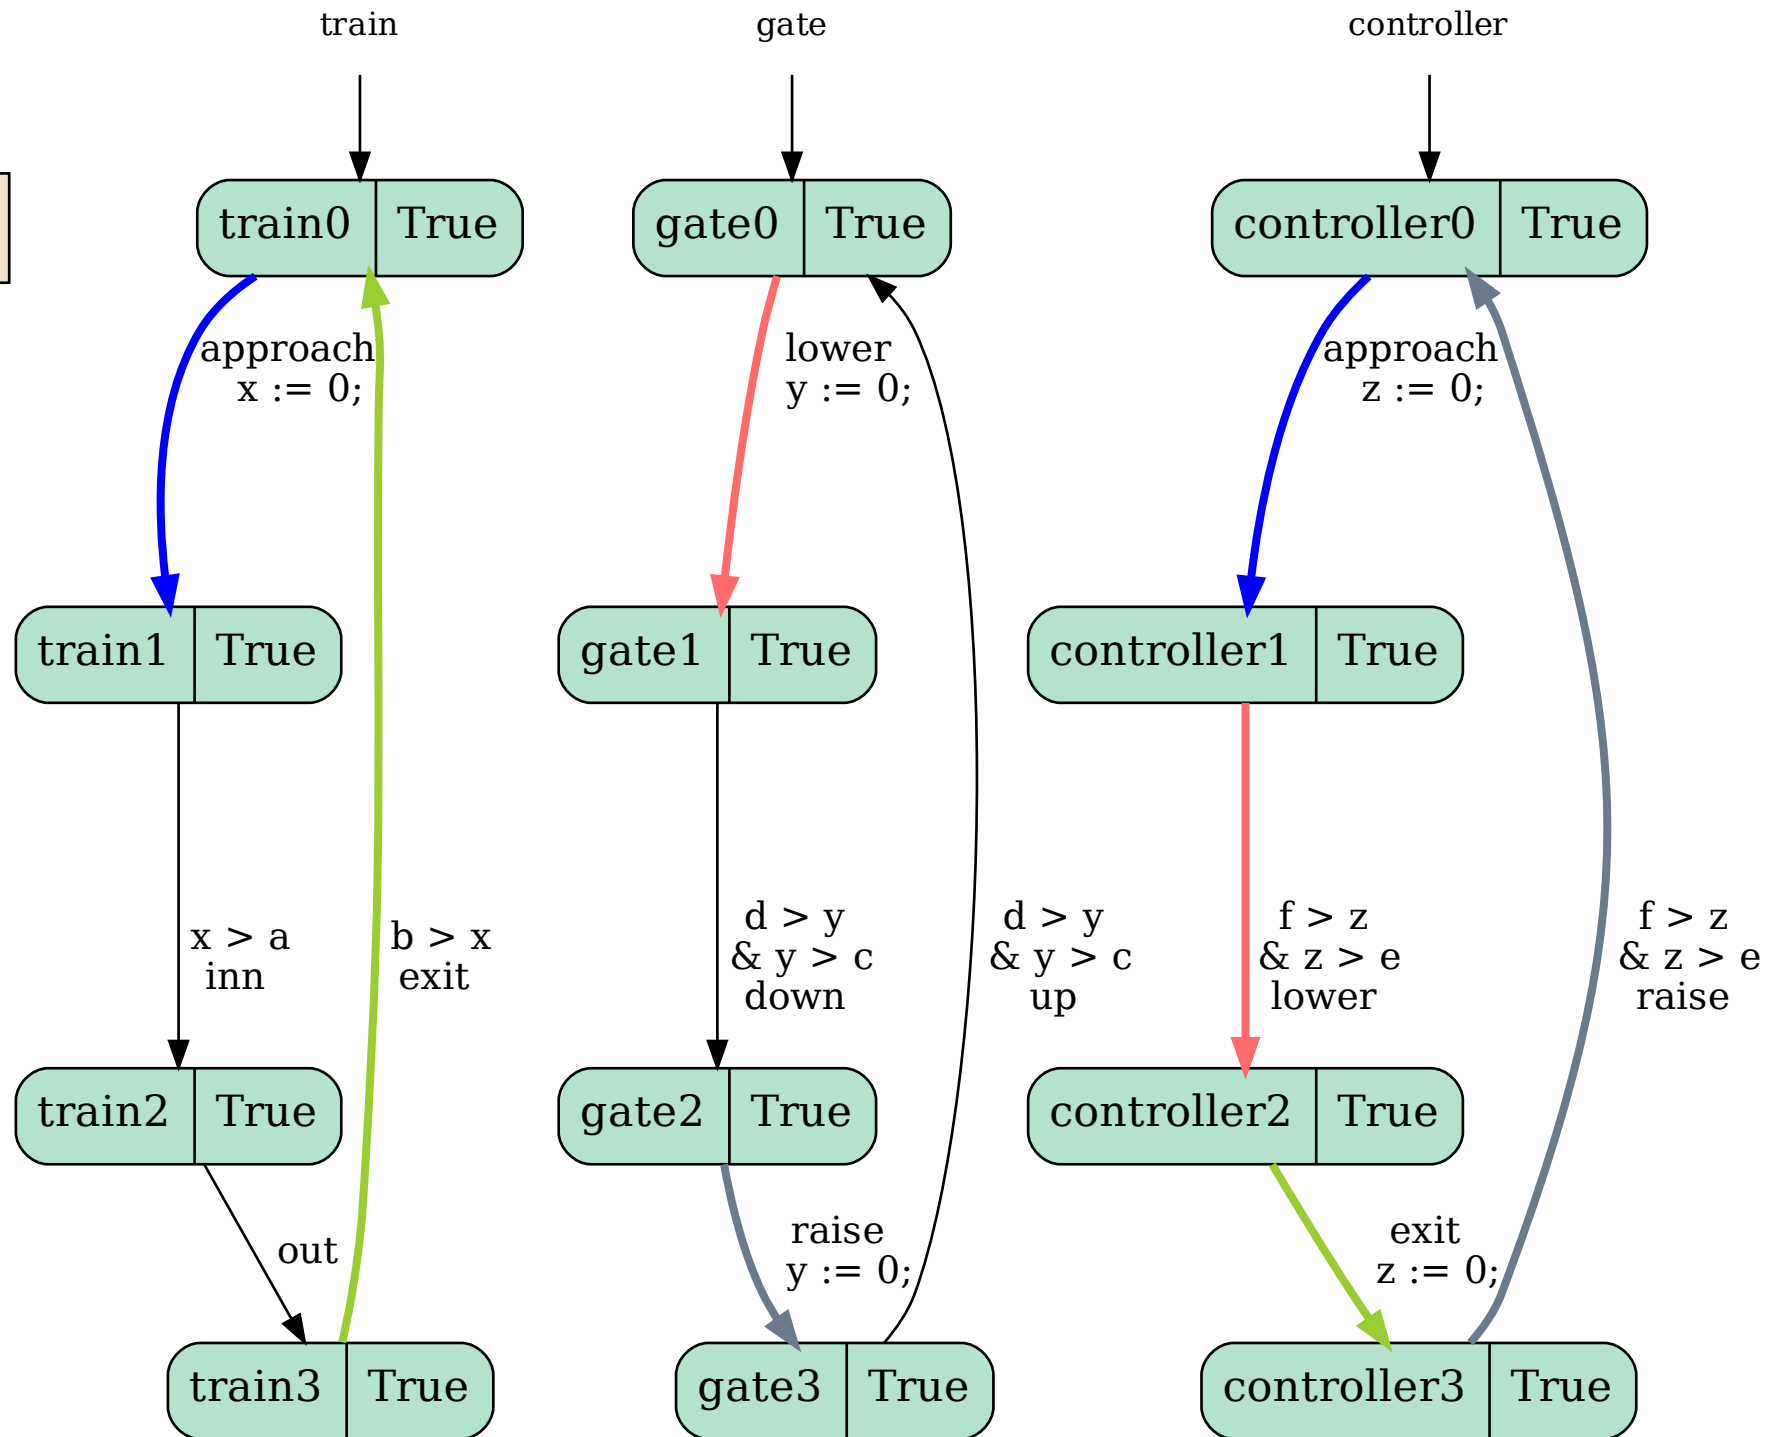 train
gate
controller
train0 True
gate0 True
controller0 True
approach
x := 0;
lower
y := 0;
approach
z := 0;
train1 True
gate1 True
controller1 True
x > a
inn
b > x
exit
d > y
& y > c
down
d > y
& y > c
up
f > z
& z > e
lower
f > z
& z > e
raise
train2 True
gate2 True
controller2 True
out
raise
y := 0;
exit
z := 0;
train3 True
gate3 True
controller3 True